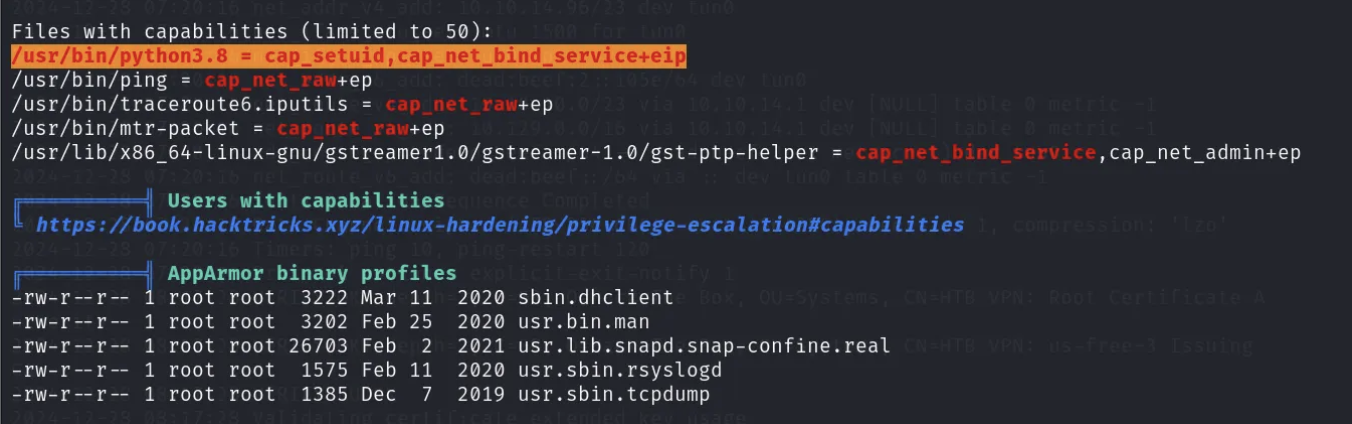 Files with capabilities (limited to 50):
/usr/bin/python3.8 = cap_setuid,cap_net_bind_service+eip
/usr/bin/ping = cap_net_raw+ep
/usr/bin/traceroute6.iputils = cap_net_raw+ep
/usr/bin/mtr-packet = cap_net_raw+ep
/usr/lib/x86_64-linux-gnu/gstreamer1.0/gstreamer-1.0/gst-ptp-helper = cap_net_bind_service,cap_net_admin+ep
Users with capabilities
https://book.hacktricks.xyz/linux-hardening/privilege-escalation#capabilities
AppArmor binary profiles
-rw-r--r-- 1 root root 3222 Mar 11 2020 sbin.dhclient
-rw-r--r-- 1 root root 3202 Feb 25 2020 usr.bin.man
-rw-r--r-- 1 root root 26703 Feb 2 2021 usr.lib.snapd.snap-confine.real
-rw-r--r-- 1 root root 1575 Feb 11 2020 usr.sbin.rsyslogd
-rw-r--r-- 1 root root 1385 Dec 7 2019 usr.sbin.tcpdump